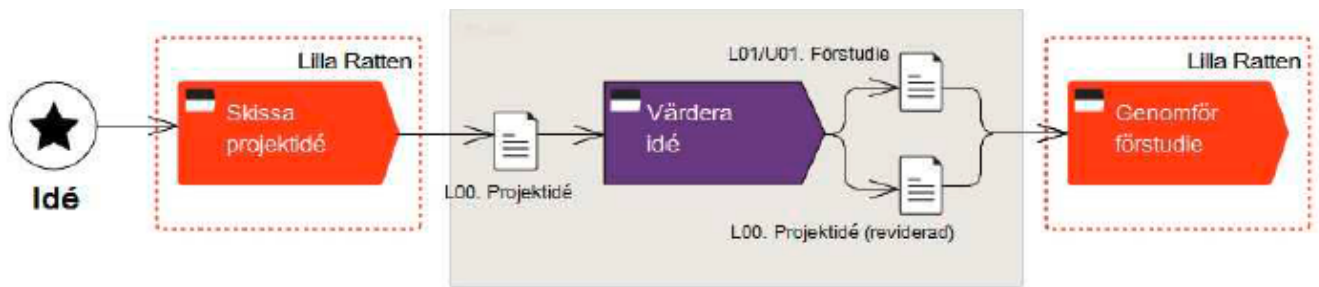 Idé
Lilla Ratten
Skissa
projektidé
L00. Projektidé
Värdera
idé
L01/U01. Förstudie
L00. Projektidé (reviderad)
Lilla Ratten
Genomför
förstudie